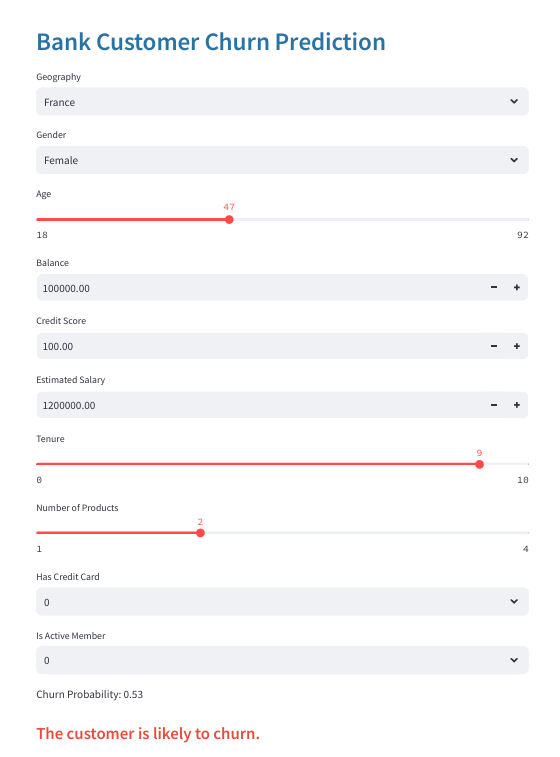 Bank Customer Churn Prediction
Geography
France
Gender
Female
Age
47
18 92
Balance
100000.00
Credit Score
100.00
Estimated Salary
1200000.00
Tenure
9
0 10
Number of Products
2
1 4
Has Credit Card
0
Is Active Member
0
Churn Probability: 0.53
The customer is likely to churn.